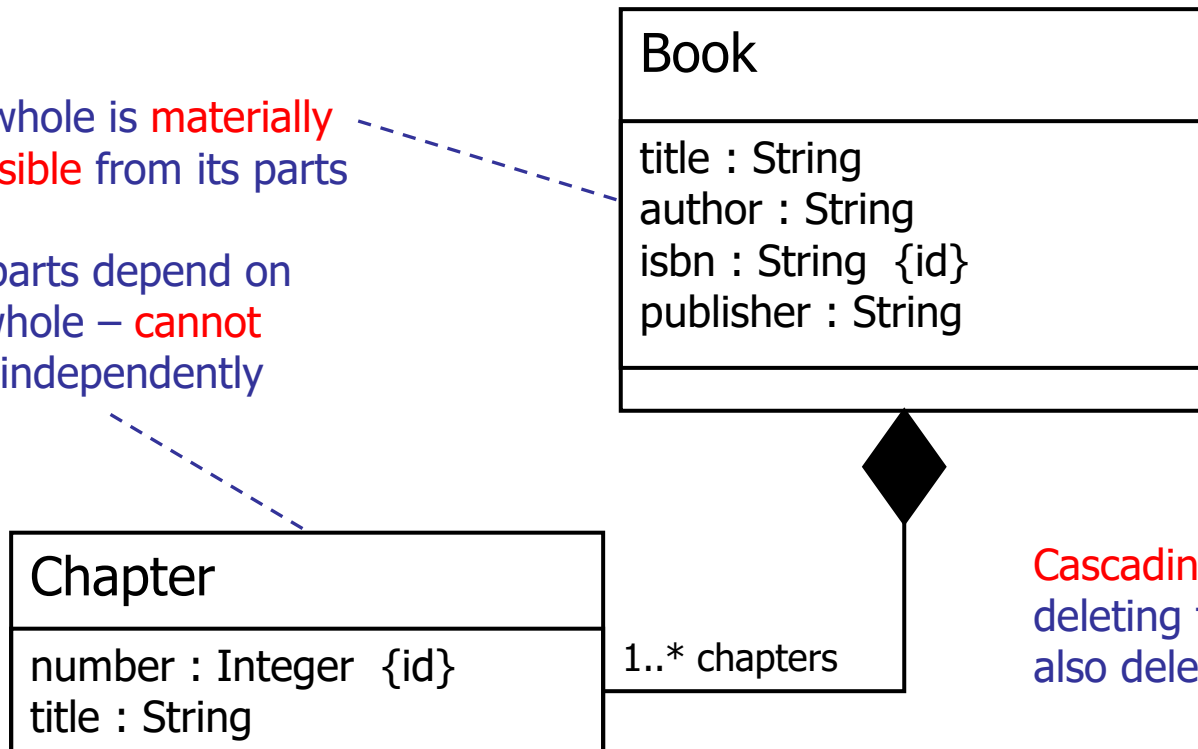 whole is materially
sible from its parts
parts depend on
whole – cannot
independently
Book
title : String
author : String
isbn : String {id}
publisher : String
Chapter
number : Integer {id}
title : String
1..* chapters
Cascadin
deleting
also dele